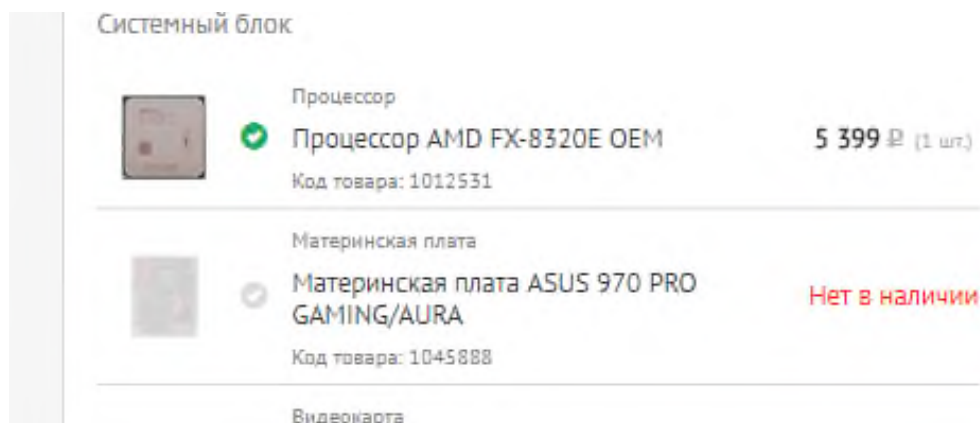 Системный блок
Процессор
Процессор AMD FX-8320E OEM
5 399 ₽ (1 шт.)
Код товара: 1012531
Материнская плата
Материнская плата ASUS 970 PRO
GAMING/AURA
Нет в наличии
Код товара: 1045888
Видеокарта